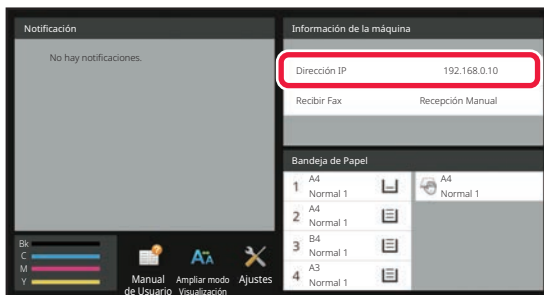 Notificación
No hay notificaciones.
Información de la máquina
Dirección IP 192.168.0.10
Recibir Fax Recepción Manual
Bandeja de Papel
1 A4
Normal 1
A4
Normal 1
2 A4
Normal 1
3 B4
Normal 1
4 A3
Normal 1
Bk
C
M
Y
Manual
de Usuario
Ampliar modo
Visualización
Ajustes